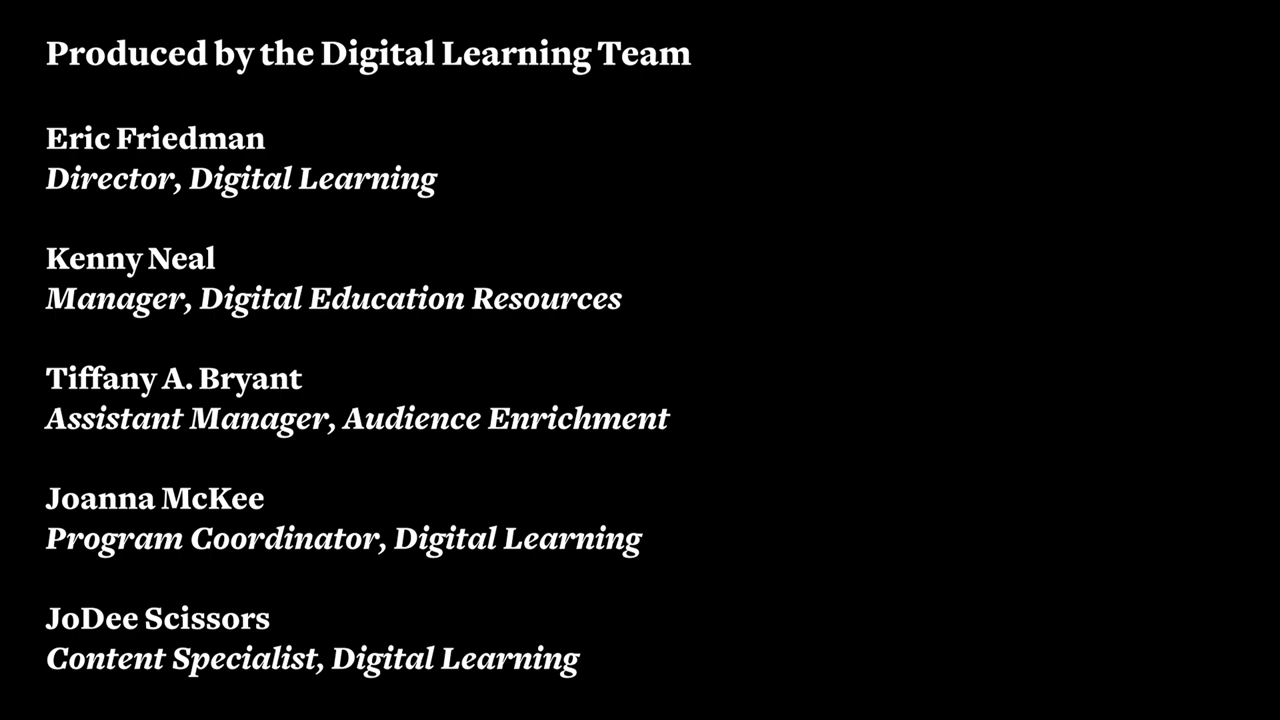 Produced by the Digital Learning Team
Eric Friedman
Director, Digital Learning
Kenny Neal
Manager, Digital Education Resources
Tiffany A. Bryant
Assistant Manager, Audience Enrichment
Joanna McKee
Program Coordinator, Digital Learning
JoDee Scissors
Content Specialist, Digital Learning